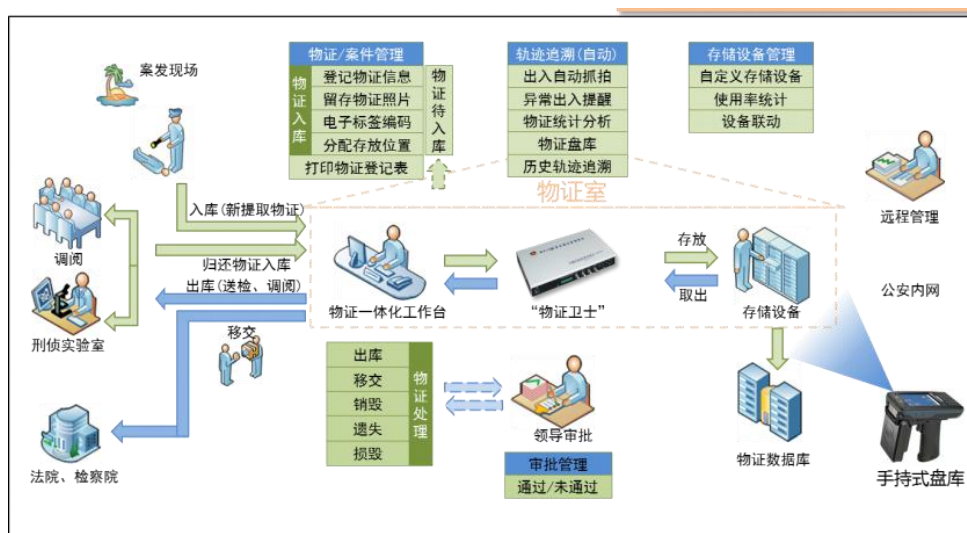 案发现场
物证/案件管理
物证入库
登记物证信息
留存物证照片
电子标签编码
分配存放位置
打印物证登记表
物证待入库
轨迹追溯(自动)
出入自动抓拍
异常出入提醒
物证统计分析
物证盘库
历史轨迹追溯
存储设备管理
自定义存储设备
使用率统计
设备联动
物证室
远程管理
公安内网
入库(新提取物证)
调阅
归还物证入库
出库(送检、调阅)
刑侦实验室
移交
物证一体化工作台
“物证卫士”
存放
取出
存储设备
法院、检察院
出库
移交
销毁
遗失
损毁
物证处理
领导审批
审批管理
通过/未通过
物证数据库
手持式盘库